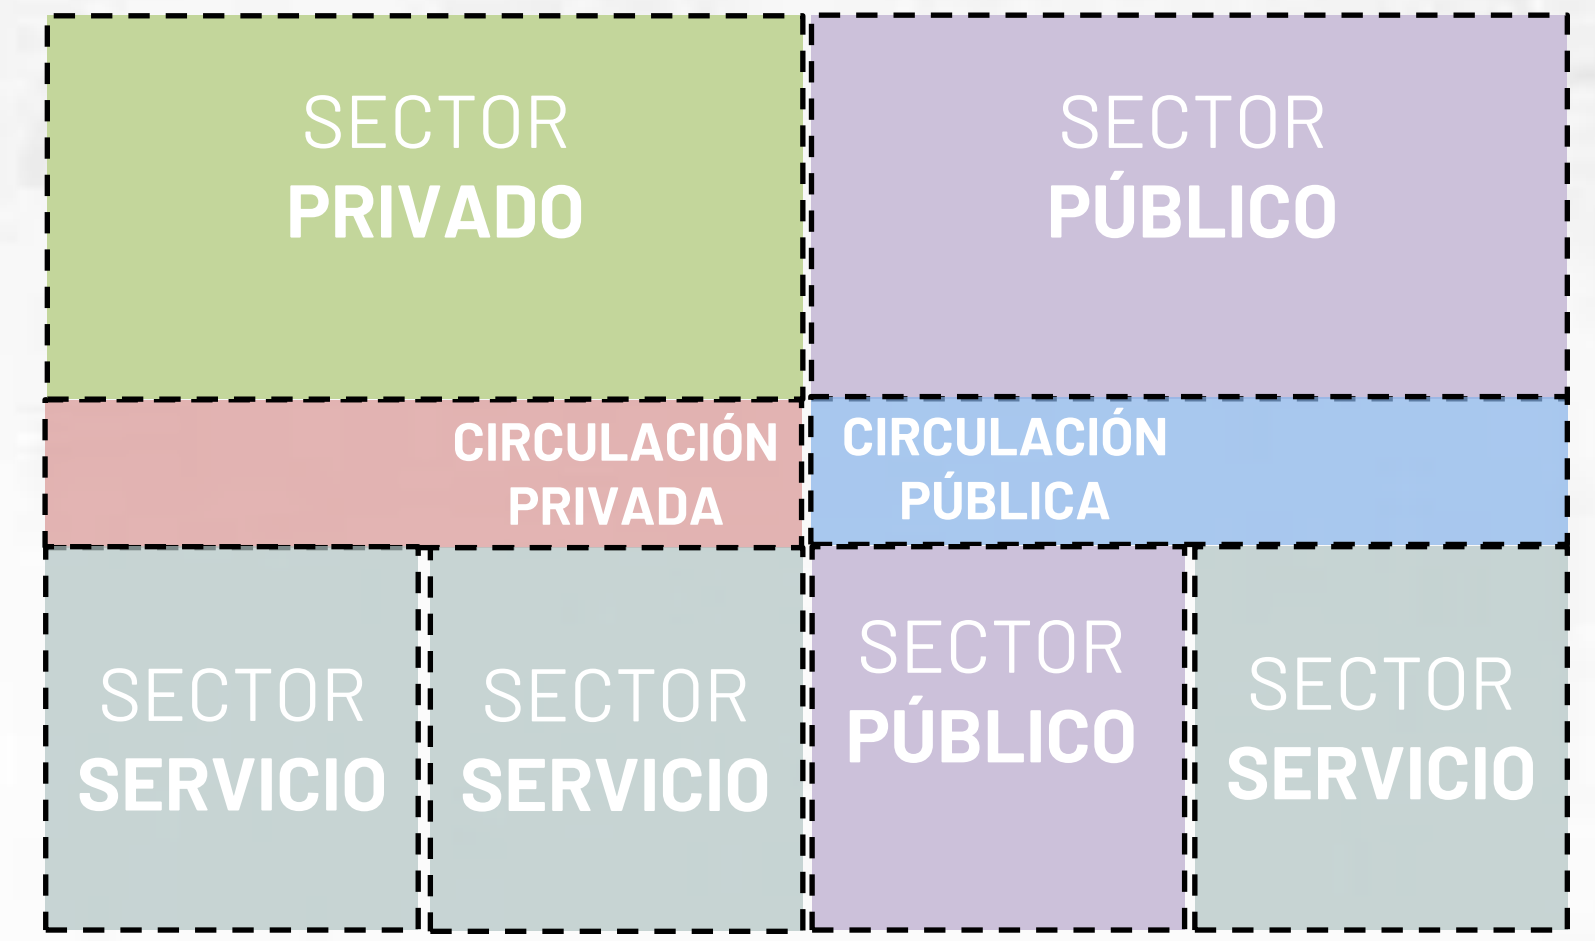 SECTOR
PRIVADO
SECTOR
PÚBLICO
CIRCULACIÓN
PRIVADA
CIRCULACIÓN
PÚBLICA
SECTOR
SERVICIO
SECTOR
SERVICIO
SECTOR
PÚBLICO
SECTOR
SERVICIO